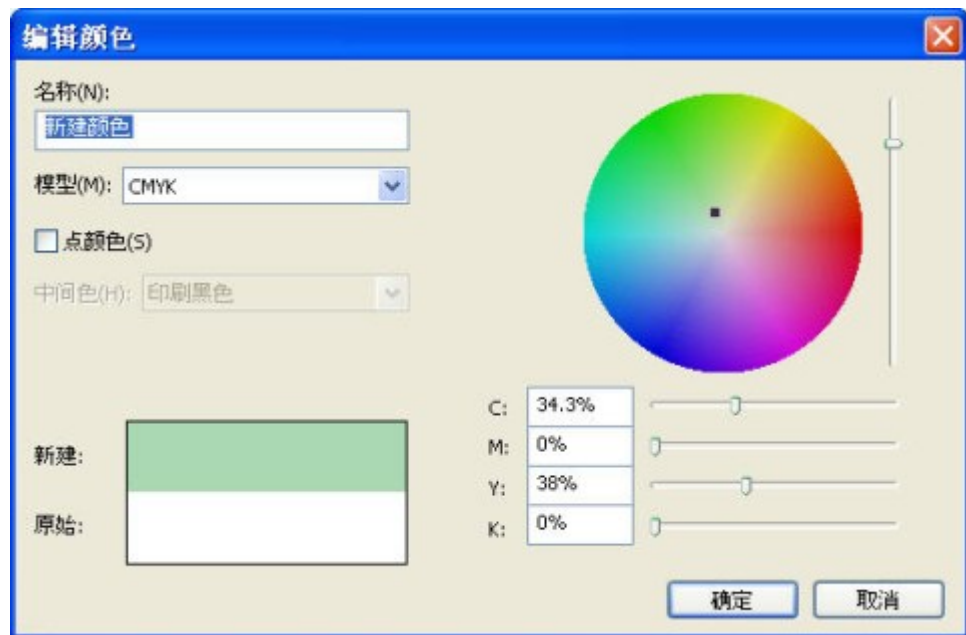 编辑颜色
名称(N):
新建颜色
模型(M): CMYK
点颜色(S)
中间色(H): 印刷黑色
新建:
原始:
C: 34.3%
M: 0%
Y: 38%
K: 0%
确定 取消